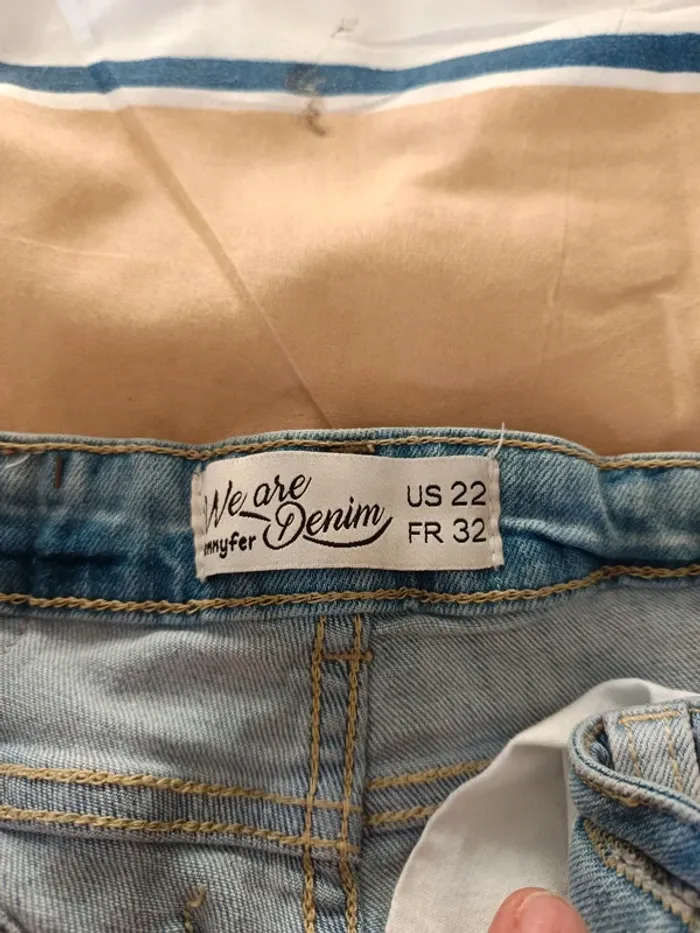 We are
Denim
US 22
FR 32